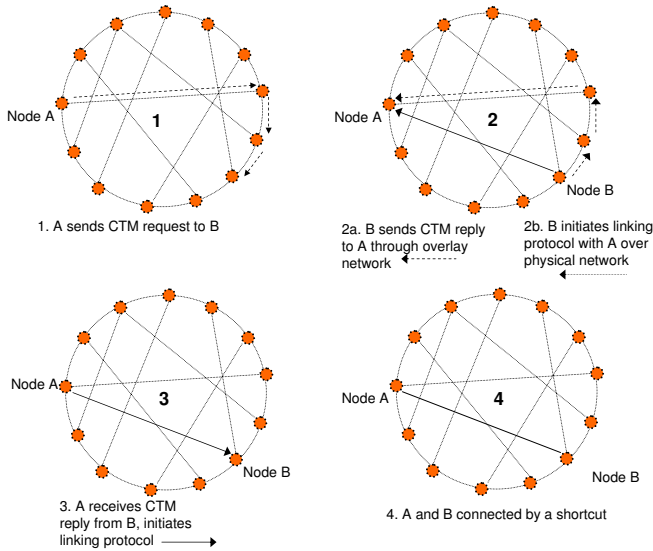 Node A
1
1. A sends CTM request to B
Node A
2
Node B
2a. B sends CTM reply
to A through overlay
network
2b. B initiates linking
protocol with A over
physical network
Node A
3
Node B
3. A receives CTM
reply from B, initiates
linking protocol
Node A
4
Node B
4. A and B connected by a shortcut